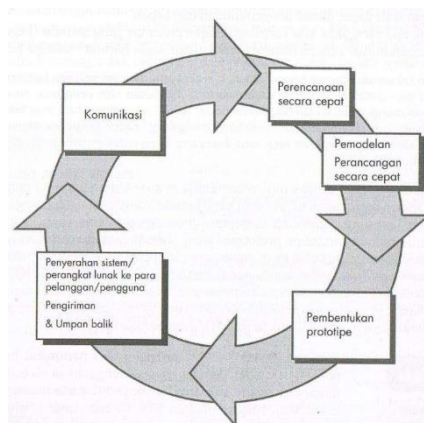 Komunikasi
Perencanaan
secara cepat
Pemodelan
Perancangan
secara cepat
Pembentukan
prototipe
Penyerahan sistem/
perangkat lunak ke para
pelanggan/pengguna
Pengiriman
& Umpan balik